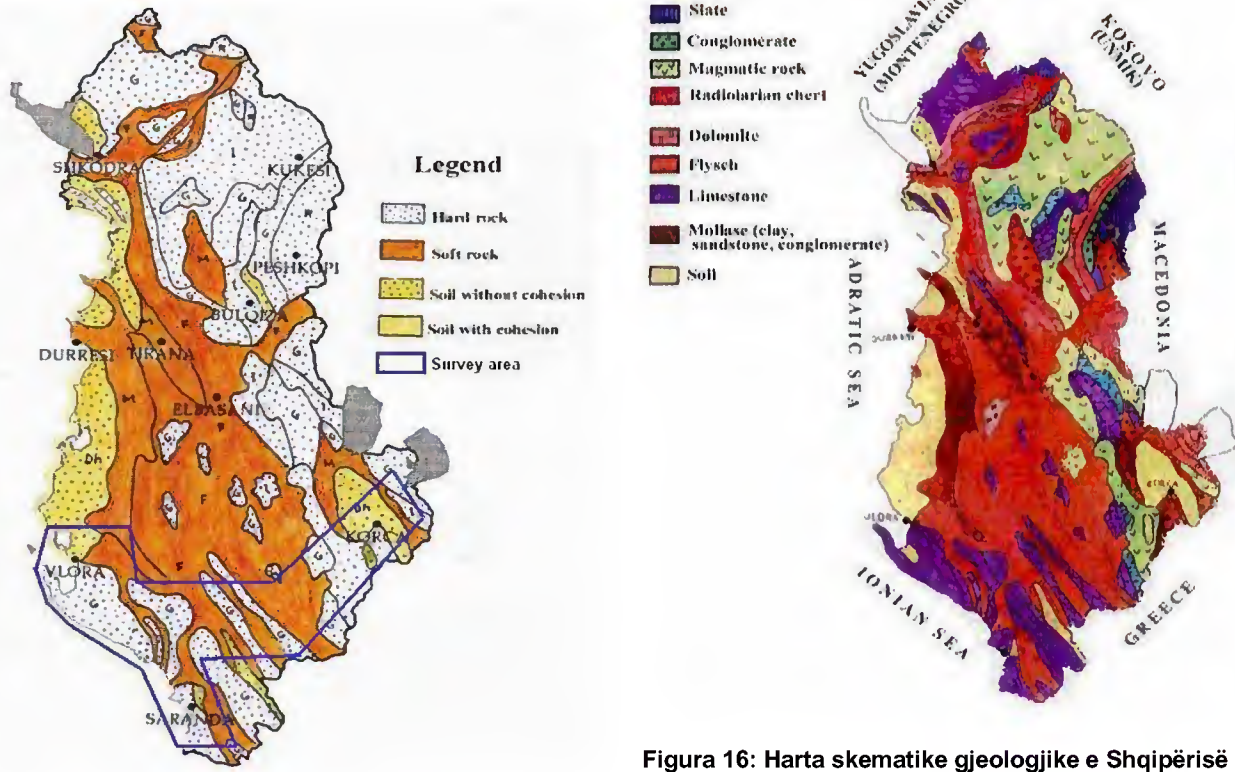 SHKODRA
KUKESI
PESHKOPI
BULQIZA
DURRESI
TIRANA
ELBASANI
KORCA
VLORA
SARANDA
Legend
Hard rock
Soft rock
Soil without cohesion
Soil with cohesion
Survey area
Slate
Conglomerate
Magmatic rock
Radiolarian chert
Dolomite
Flysch
Limestone
Mollase (clay,
sandstone, conglomerate)
Soil
YUGOSLAVIA
(MONTENEGRO
KOSOVO
(UNMIK)
MACEDONIA
ADRATIC SEA
IONIAN SEA
GREECE
Figura 16: Harta skematike gjeologjike e Shqipërisë